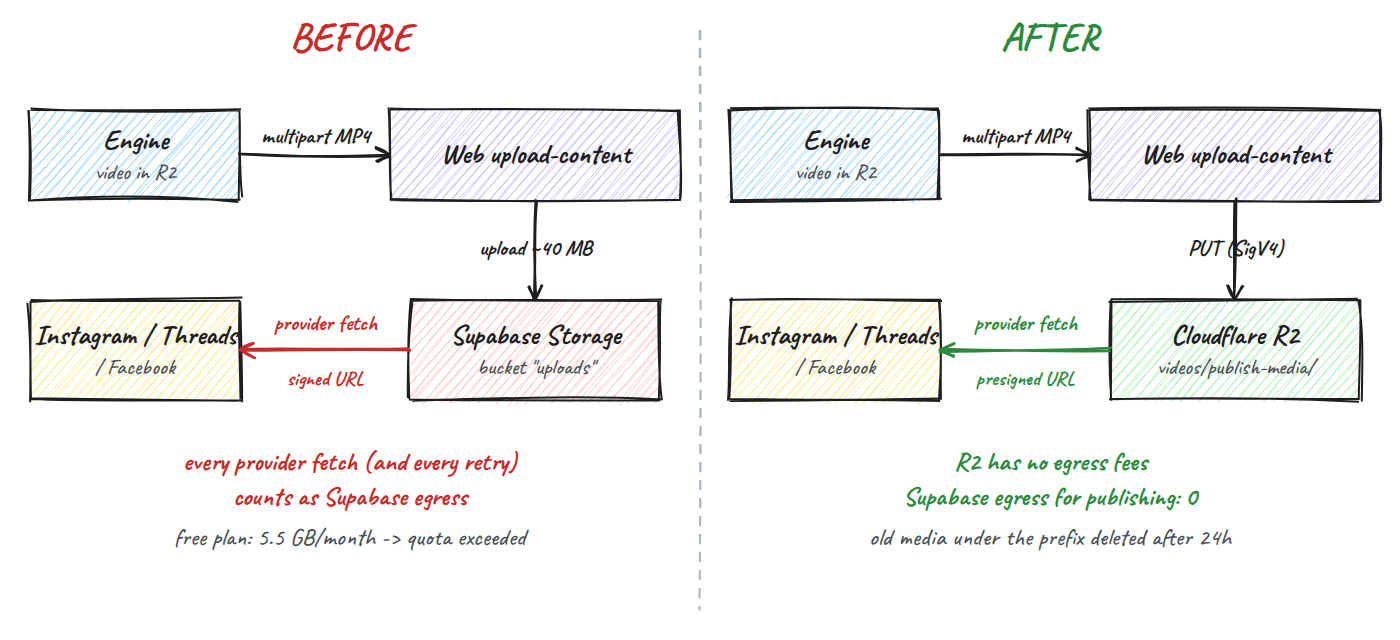 BEFORE
Engine
video in R2
multipart MP4
Web upload-content
upload ~40 MB
Instagram / Threads
/ Facebook
provider fetch
signed URL
Supabase Storage
bucket "uploads"
every provider fetch (and every retry)
counts as Supabase egress
free plan: 5.5 GB/month -> quota exceeded
AFTER
Engine
video in R2
multipart MP4
Web upload-content
PUT (SigV4)
Instagram / Threads
/ Facebook
provider fetch
presigned URL
Cloudflare R2
videos/publish-media/
R2 has no egress fees
Supabase egress for publishing: 0
old media under the prefix deleted after 24h